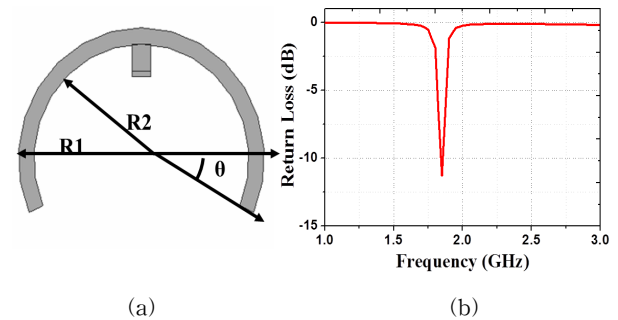 R2
R1
θ
Return Loss (dB)
0
-5
-10
-15
1.0 1.5 2.0 2.5 3.0
Frequency (GHz)
(a)
(b)